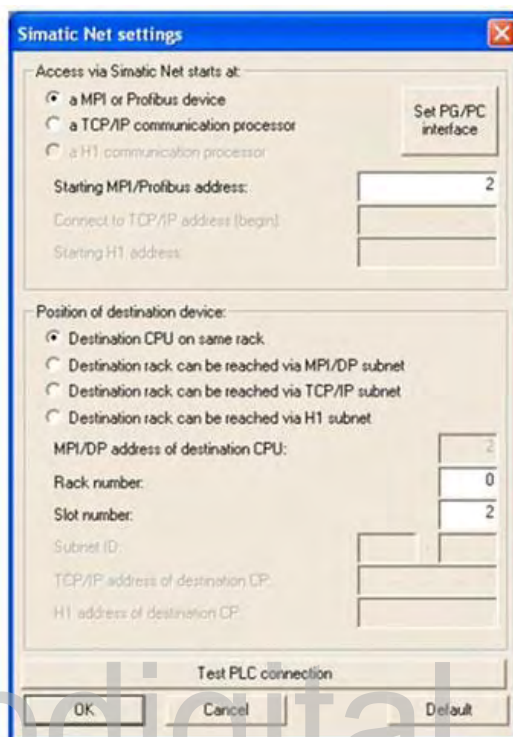 Simatic Net settings
Access via Simatic Net starts at:
a MPI or Profibus device
a TCP/IP communication processor
a H1 communication processor
Set PG/PC
interface
Starting MPI/Profibus address:
2
Connect to TCP/IP address (begin)
Starting H1 address:
Position of destination device:
Destination CPU on same rack
Destination rack can be reached via MPI/DP subnet
Destination rack can be reached via TCP/IP subnet
Destination rack can be reached via H1 subnet
MPI/DP address of destination CPU:
2
Rack number:
0
Slot number:
2
Subnet ID:
-
TCP/IP address of destination CP:
H1 address of destination CP:
Test PLC connection
OK
Cancel
Default
ndigital